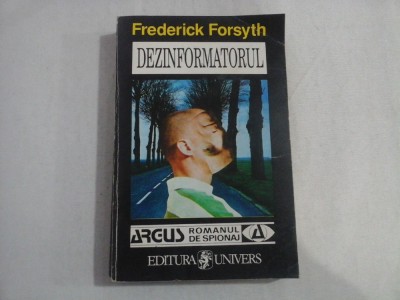 Frederick Forsyth
DEZINFORMATORUL
ARGUS ROMANUL DE SPIONAJ A
EDITURA UNIVERS